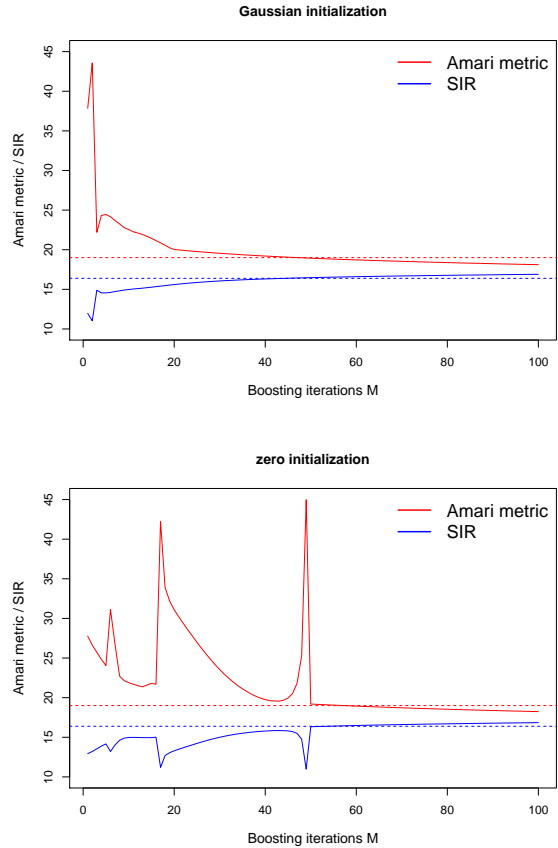 Gaussian initialization
Amari metric
SIR
Amari metric / SIR
45
40
35
30
25
20
15
10
0 20 40 60 80 100
Boosting iterations M
zero initialization
Amari metric
SIR
Amari metric / SIR
45
40
35
30
25
20
15
10
0 20 40 60 80 100
Boosting iterations M